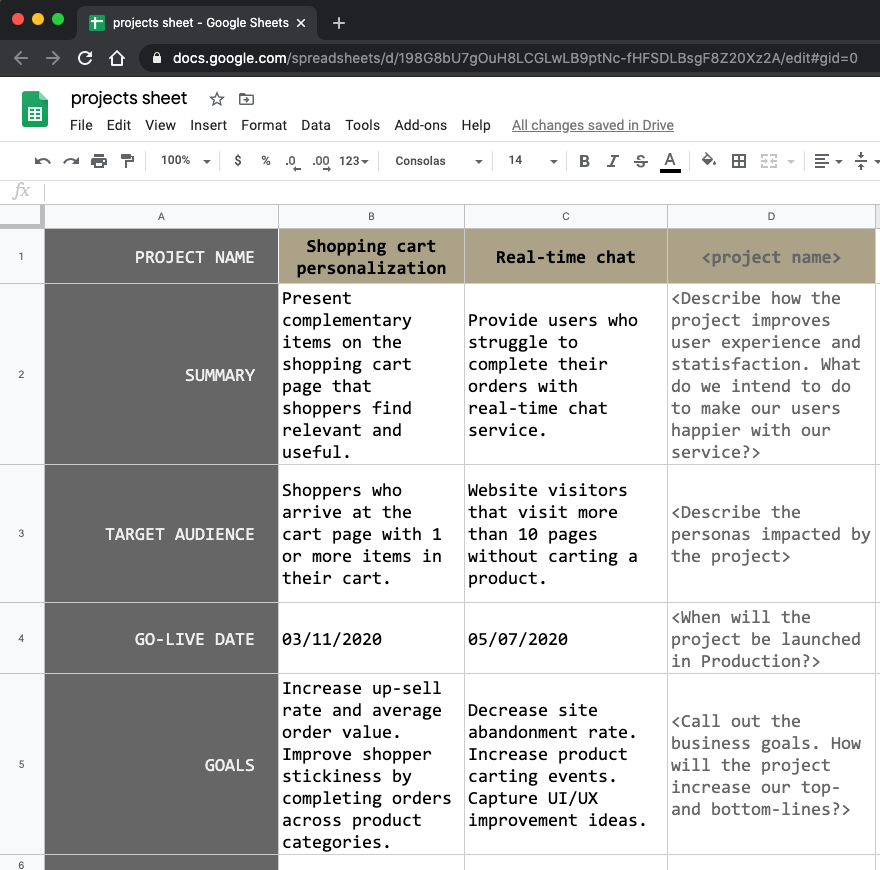 projects sheet - Google Sheets
docs.google.com/spreadsheets/d/198G8bU7gOuH8LCGLwLB9ptNc-fHFSDLBsgF8Z20Xz2A/edit#gid=0
projects sheet
File Edit View Insert Format Data Tools Add-ons Help All changes saved in Drive
100% $ % .0 .00 123 Consolas 14 B I S A
fx
A B C D
1 PROJECT NAME
Shopping cart
personalization
Real-time chat
<project name>
2 SUMMARY
Present
complementary
items on the
shopping cart
page that
shoppers find
relevant and
useful.
Provide users who
struggle to
complete their
orders with
real-time chat
service.
<Describe how the
project improves
user experience and
statisfaction. What
do we intend to do
to make our users
happier with our
service?>
3 TARGET AUDIENCE
Shoppers who
arrive at the
cart page with 1
or more items in
their cart.
Website visitors
that visit more
than 10 pages
without carting a
product.
<Describe the
personas impacted by
the project>
4 GO-LIVE DATE
03/11/2020
05/07/2020
<When will the
project be launched
in Production?>
5 GOALS
Increase up-sell
rate and average
order value.
Improve shopper
stickiness by
completing orders
across product
categories.
Decrease site
abandonment rate.
Increase product
carting events.
Capture UI/UX
improvement ideas.
<Call out the
business goals. How
will the project
increase our top-
and bottom-lines?>
6